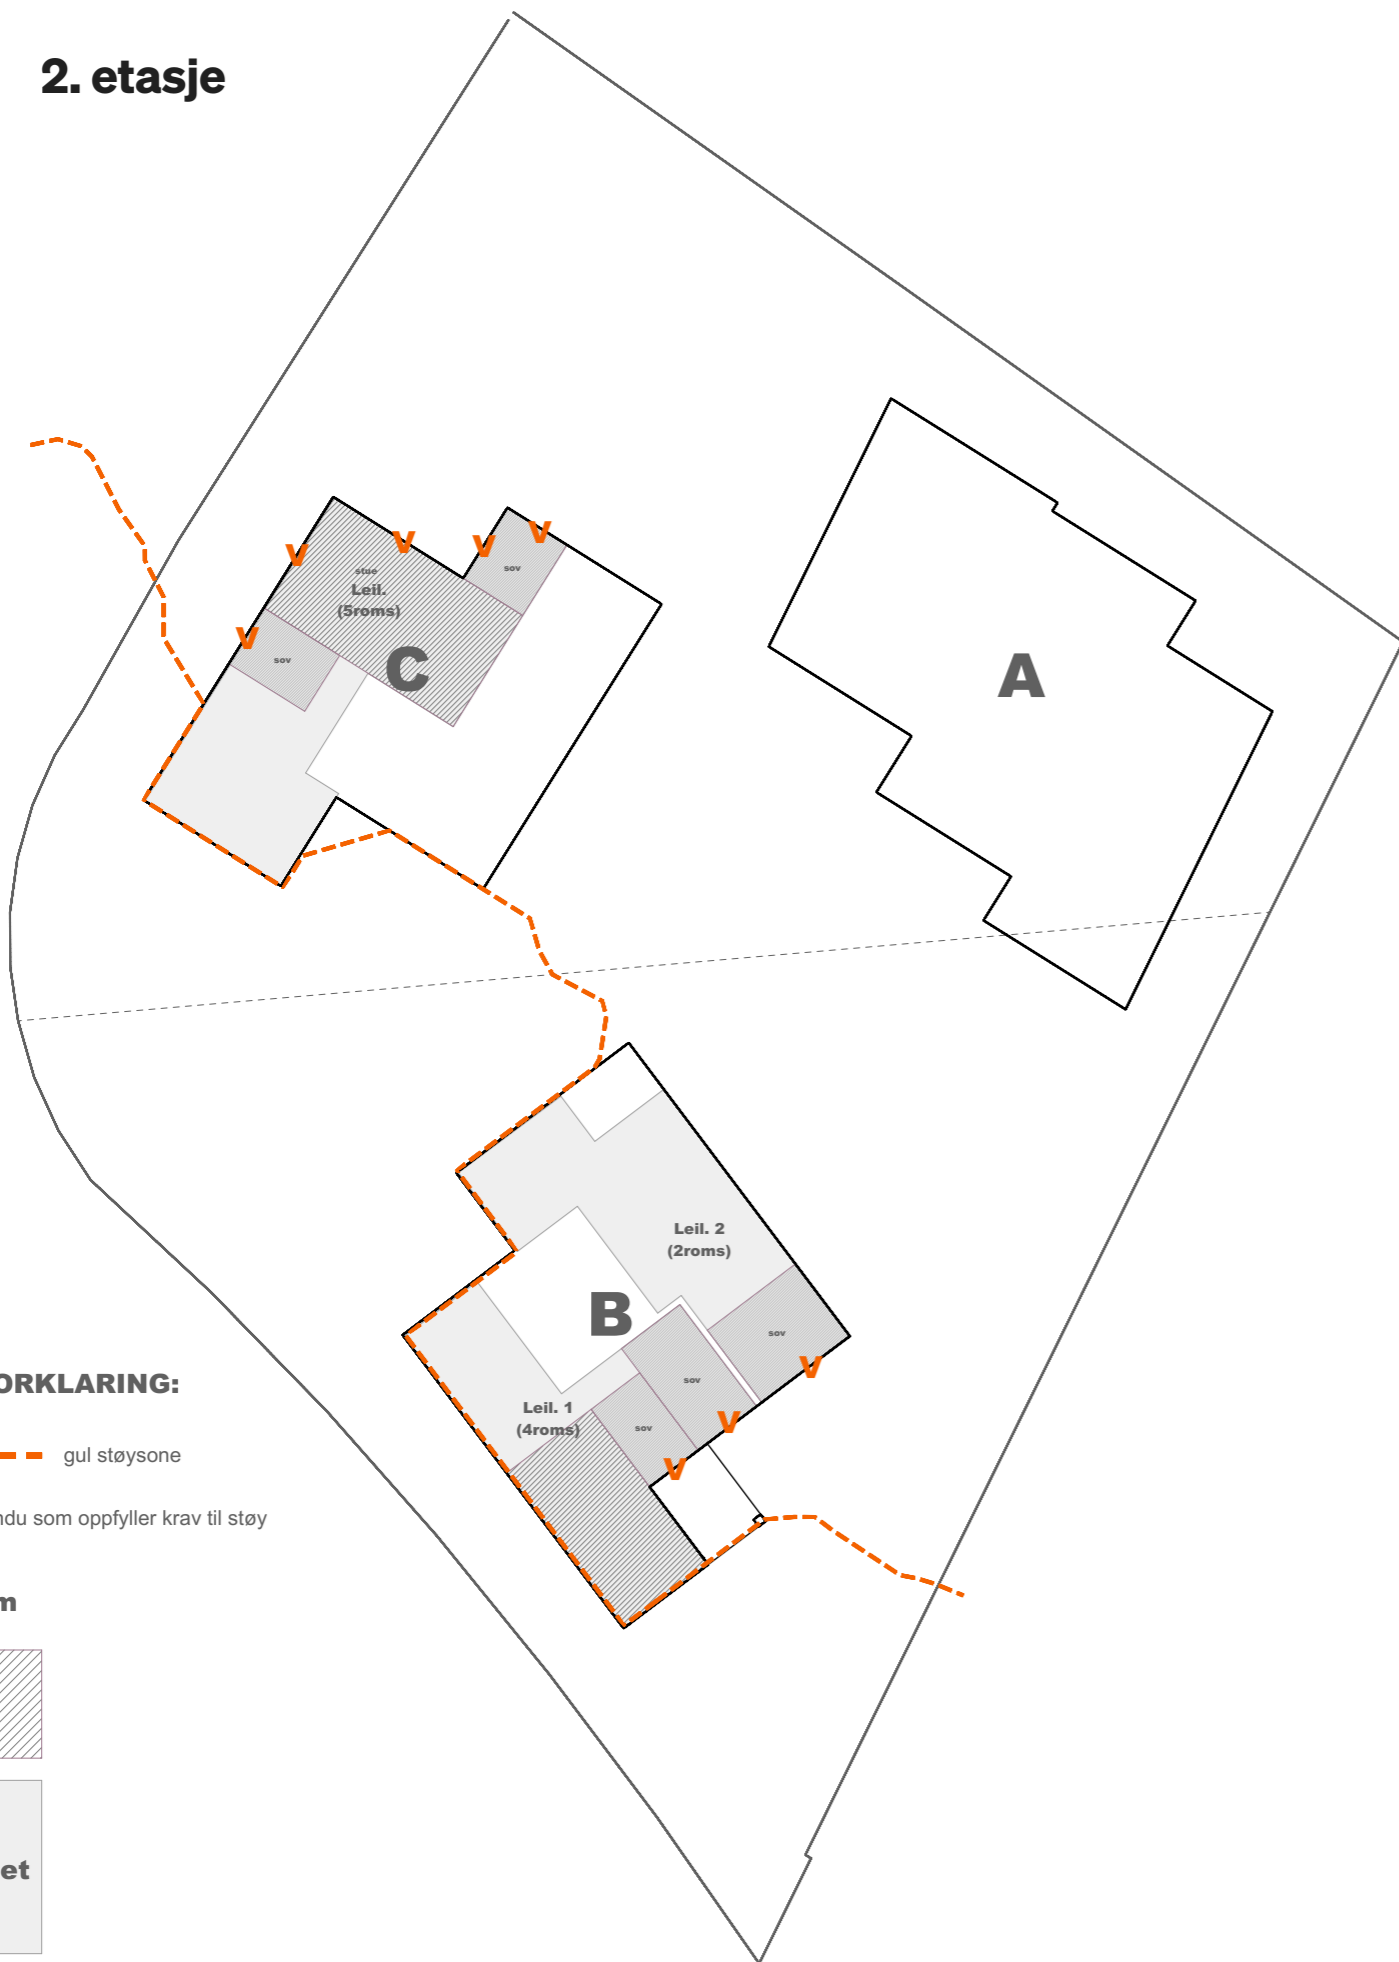 2. etasje
V
V
V
V
sov
stue
Leil.
(5roms)
V
sov
C
A
Leil. 2
(2roms)
B
sov
V
sov
V
Leil. 1
(4roms)
sov
V
ORKLARING:
gul støysone
ndu som oppfyller krav til støy
m
et